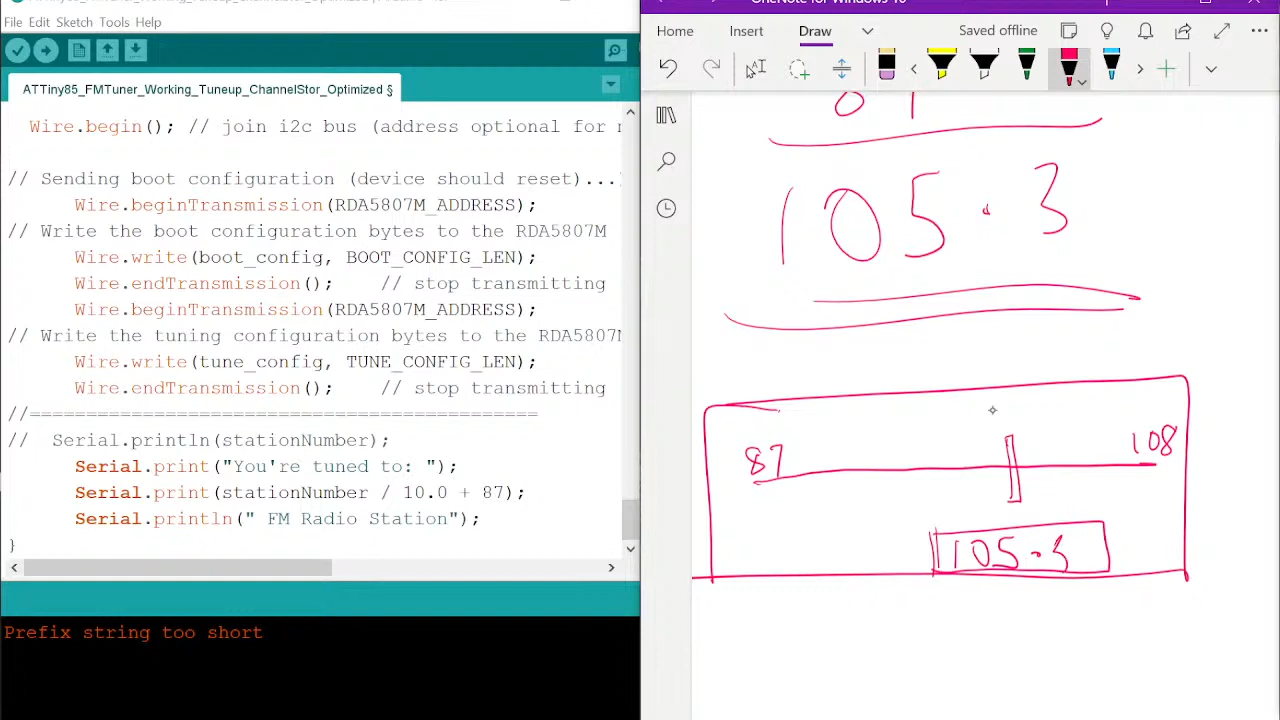 OneNote for Windows 10
File Edit Sketch Tools Help
Home Insert Draw Saved offline
ATTiny85_FMTuner_Working_Tuneup_ChannelStor_Optimized §
Wire.begin(); // join i2c bus (address optional for
// Sending boot configuration (device should reset)...
Wire.beginTransmission(RDA5807M_ADDRESS);
// Write the boot configuration bytes to the RDA5807M
Wire.write(boot_config, BOOT_CONFIG_LEN);
Wire.endTransmission(); // stop transmitting
Wire.beginTransmission(RDA5807M_ADDRESS);
// Write the tuning configuration bytes to the RDA5807M
Wire.write(tune_config, TUNE_CONFIG_LEN);
Wire.endTransmission(); // stop transmitting
//===============================================
// Serial.println(stationNumber);
Serial.print("You're tuned to: ");
Serial.print(stationNumber / 10.0 + 87);
Serial.println(" FM Radio Station");
}
Prefix string too short
105.3
87
108
105.3